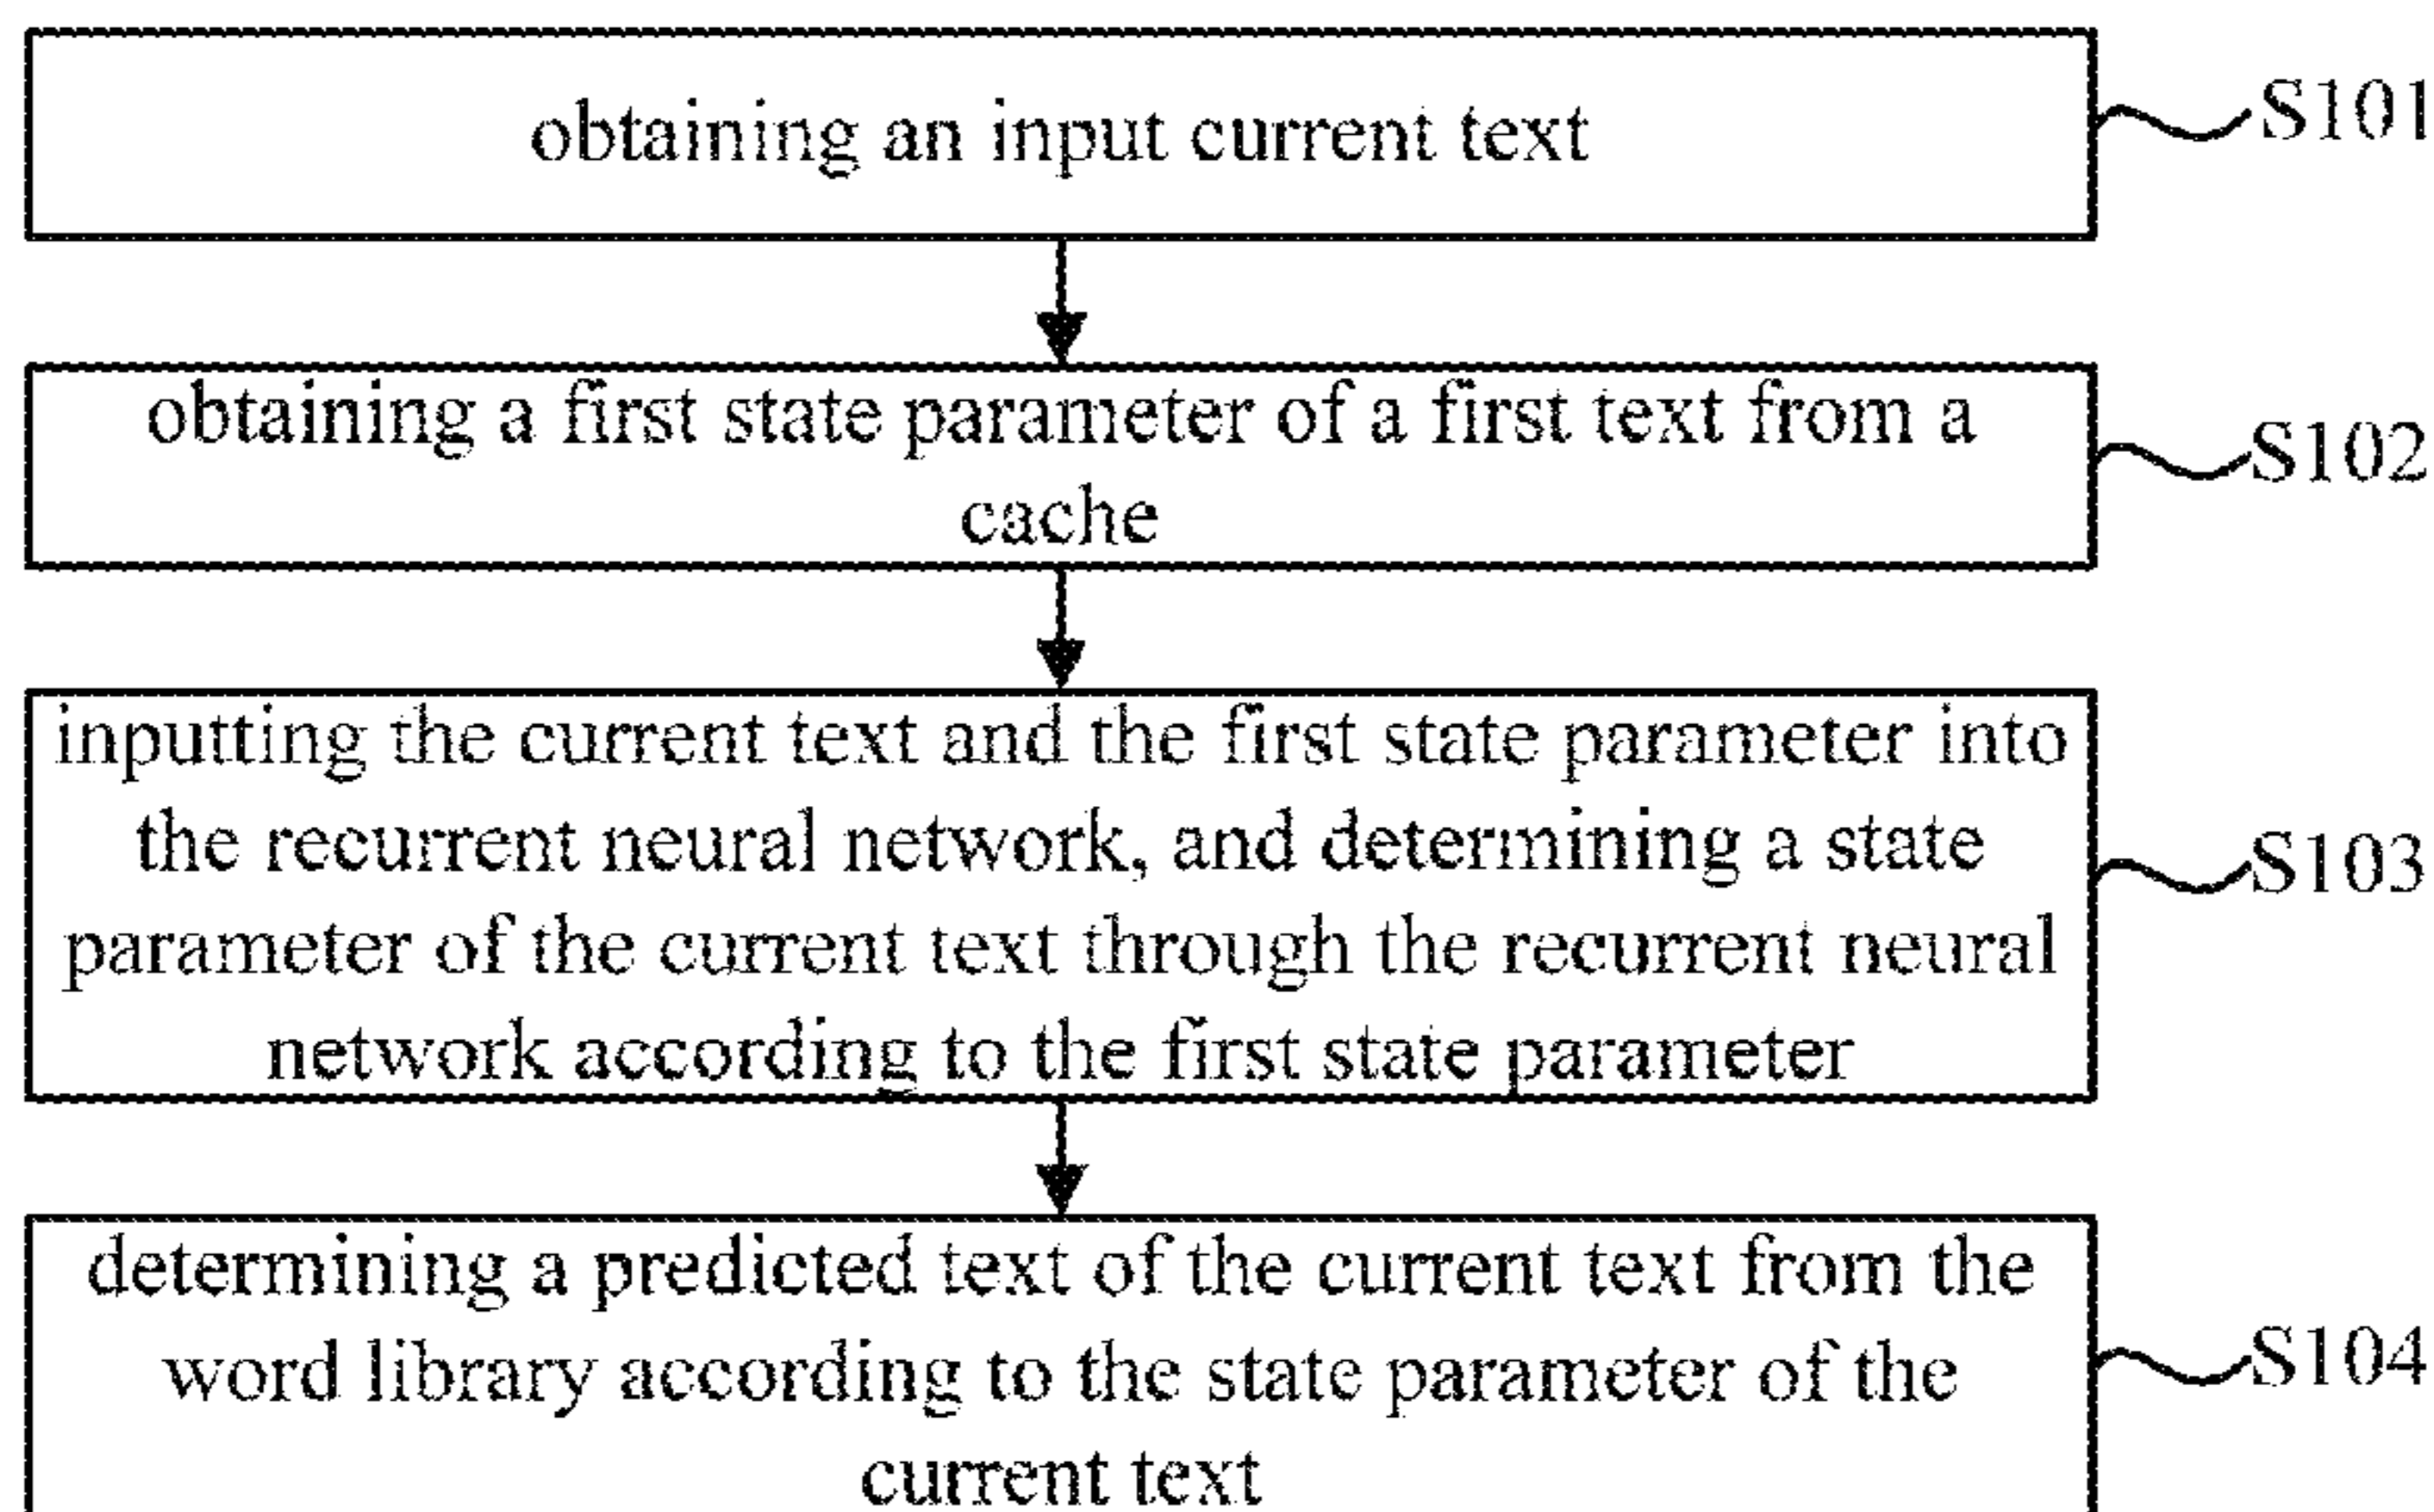 obtaining an input current text
S101
obtaining a first state parameter of a first text from a
cache
S102
inputting the current text and the first state parameter into
the recurrent neural network, and determining a state
parameter of the current text through the recurrent neural
network according to the first state parameter
S103
determining a predicted text of the current text from the
word library according to the state parameter of the
current text
S104